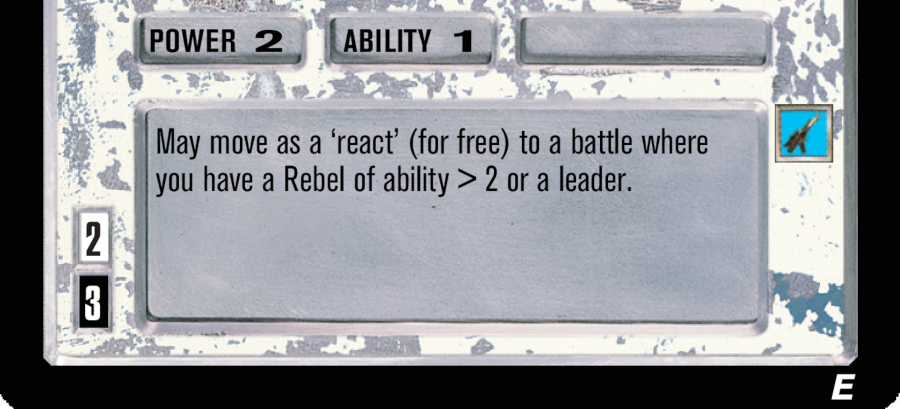 POWER 2 ABILITY 1
May move as a ‘react’ (for free) to a battle where
you have a Rebel of ability > 2 or a leader.
2
3
E